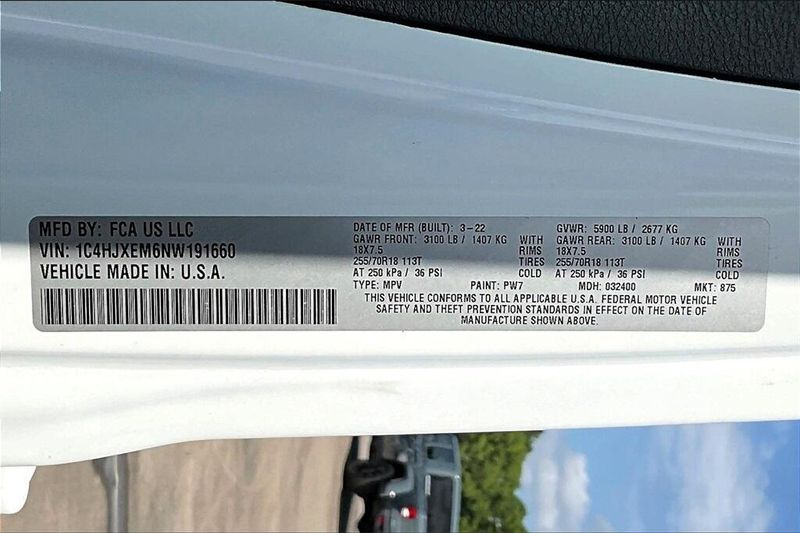 MFD BY: FCA US LLC
VIN: 1C4HJXEM6NW191660
VEHICLE MADE IN: U.S.A.
DATE OF MFR (BUILT): 3-22 GVWR: 5900 LB / 2677 KG
GAWR FRONT: 3100 LB / 1407 KG WITH GAWR REAR: 3100 LB / 1407 KG WITH
18X7.5 RIMS 18X7.5 RIMS
255/70R18 113T TIRES 255/70R18 113T TIRES
AT 250 kPa / 36 PSI COLD AT 250 kPa / 36 PSI COLD
TYPE: MPV PAINT: PW7 MDH: 032400 MKT: 875
THIS VEHICLE CONFORMS TO ALL APPLICABLE U.S.A. FEDERAL MOTOR VEHICLE
SAFETY AND THEFT PREVENTION STANDARDS IN EFFECT ON THE DATE OF
MANUFACTURE SHOWN ABOVE.